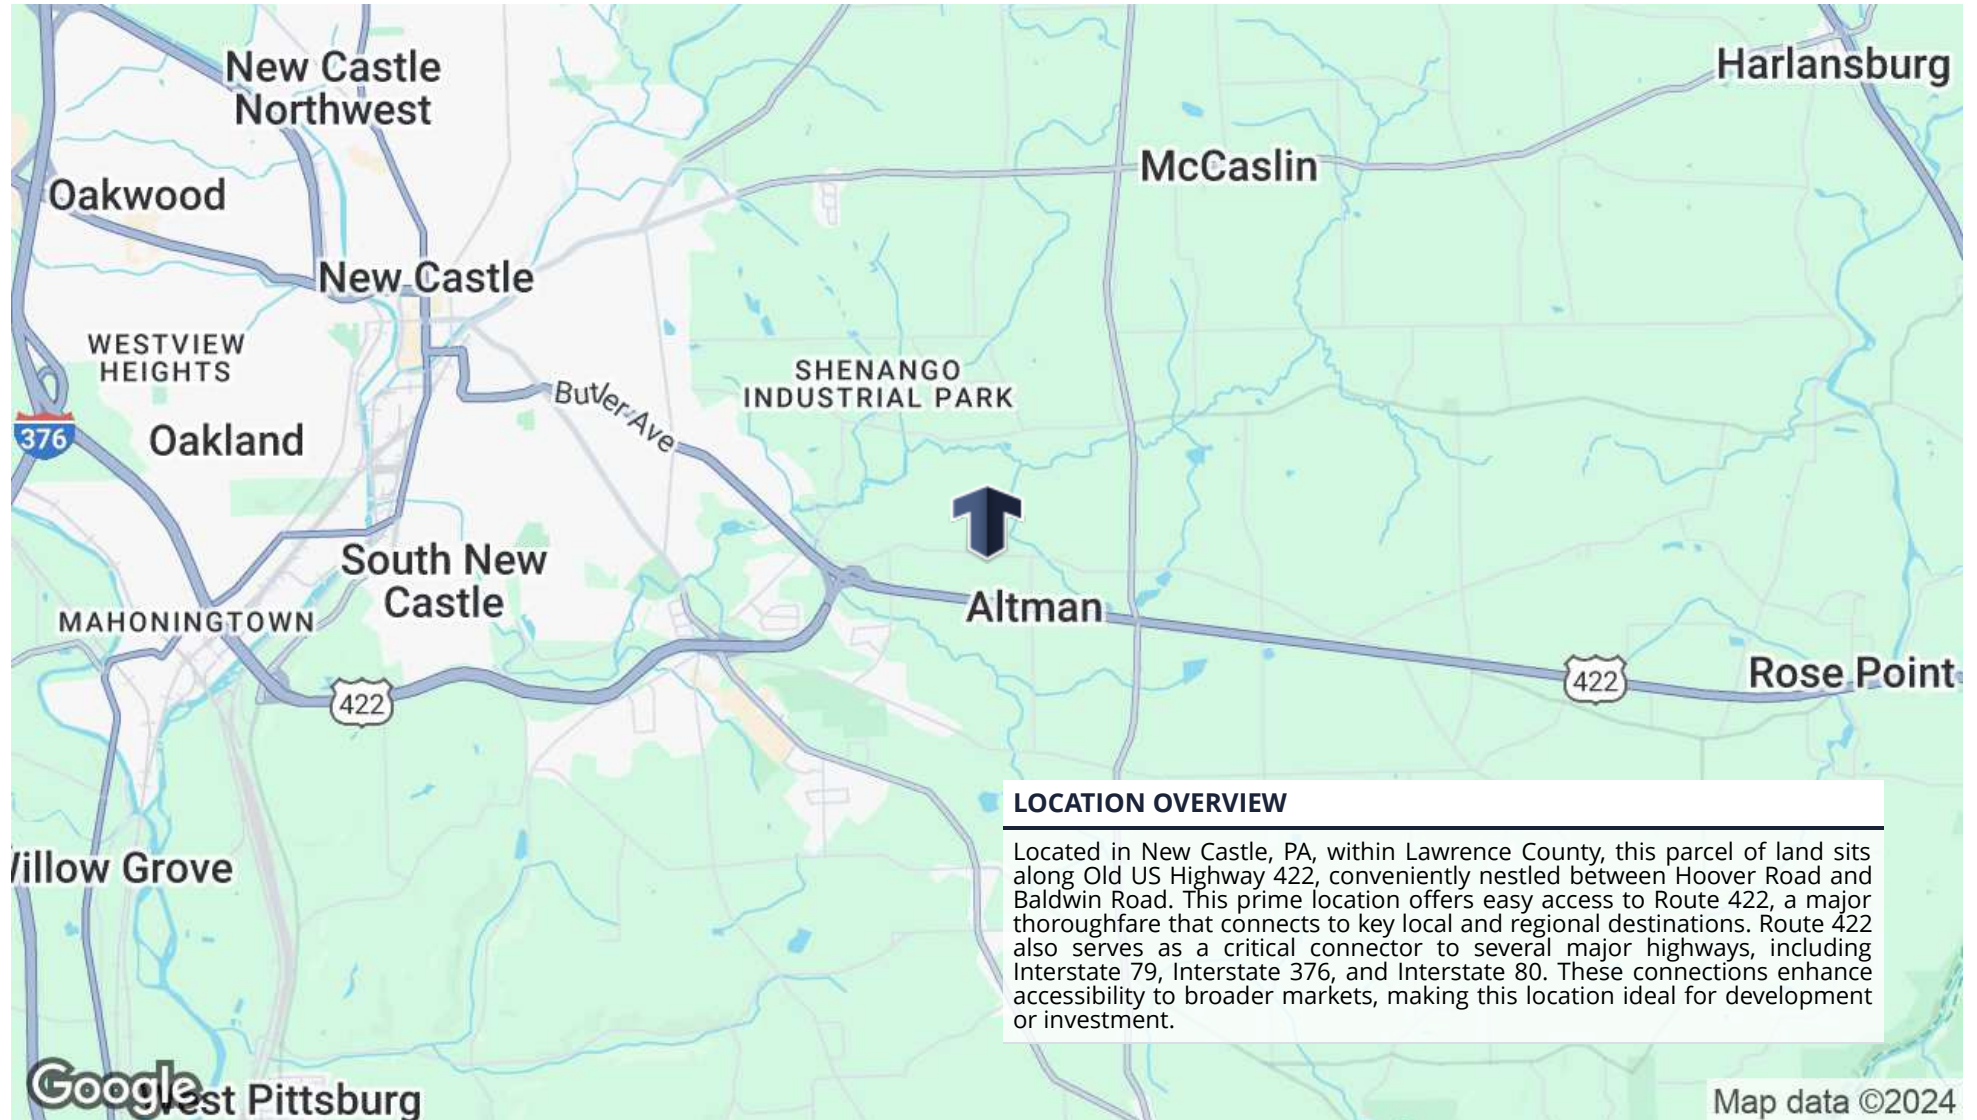 New Castle
Northwest
Harlansburg
McCaslin
Oakwood
New Castle
WESTVIEW
HEIGHTS
SHENANGO
INDUSTRIAL PARK
Butler Ave
376
Oakland
South New
Castle
Altman
MAHONINGTOWN
422
422
Rose Point
LOCATION OVERVIEW
Located in New Castle, PA, within Lawrence County, this parcel of land sits
along Old US Highway 422, conveniently nestled between Hoover Road and
Baldwin Road. This prime location offers easy access to Route 422, a major
thoroughfare that connects to key local and regional destinations. Route 422
also serves as a critical connector to several major highways, including
Interstate 79, Interstate 376, and Interstate 80. These connections enhance
accessibility to broader markets, making this location ideal for development
or investment.
Willow Grove
Google
West Pittsburg
Map data ©2024